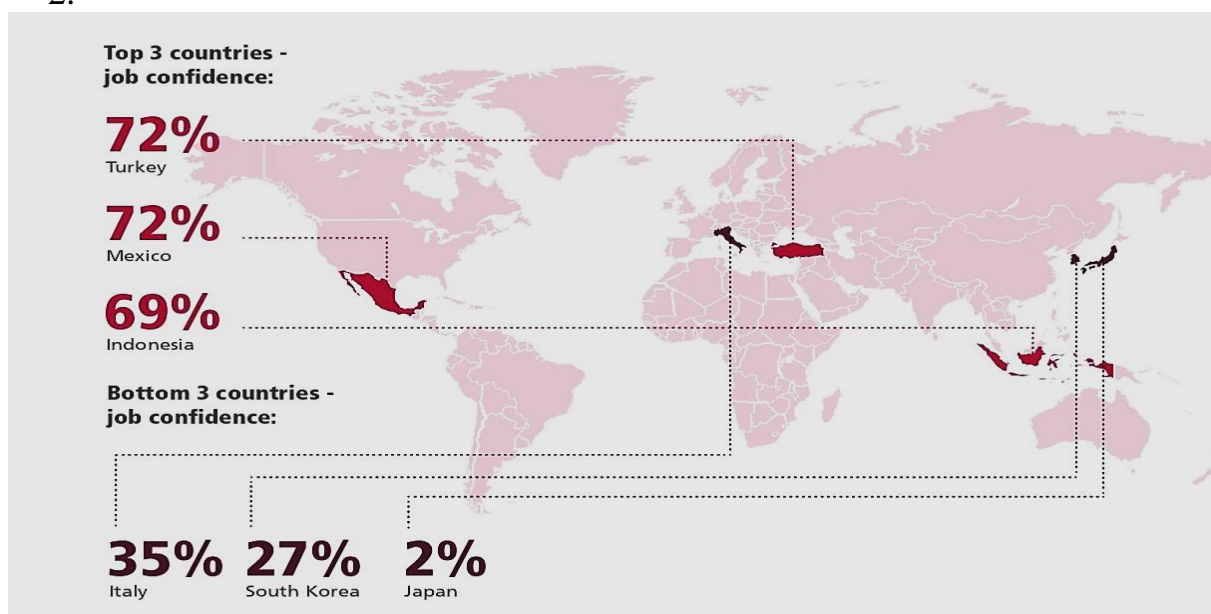 2.
Top 3 countries -
job confidence:
72%
Turkey
72%
Mexico
69%
Indonesia
Bottom 3 countries -
job confidence:
35%
Italy
27%
South Korea
2%
Japan